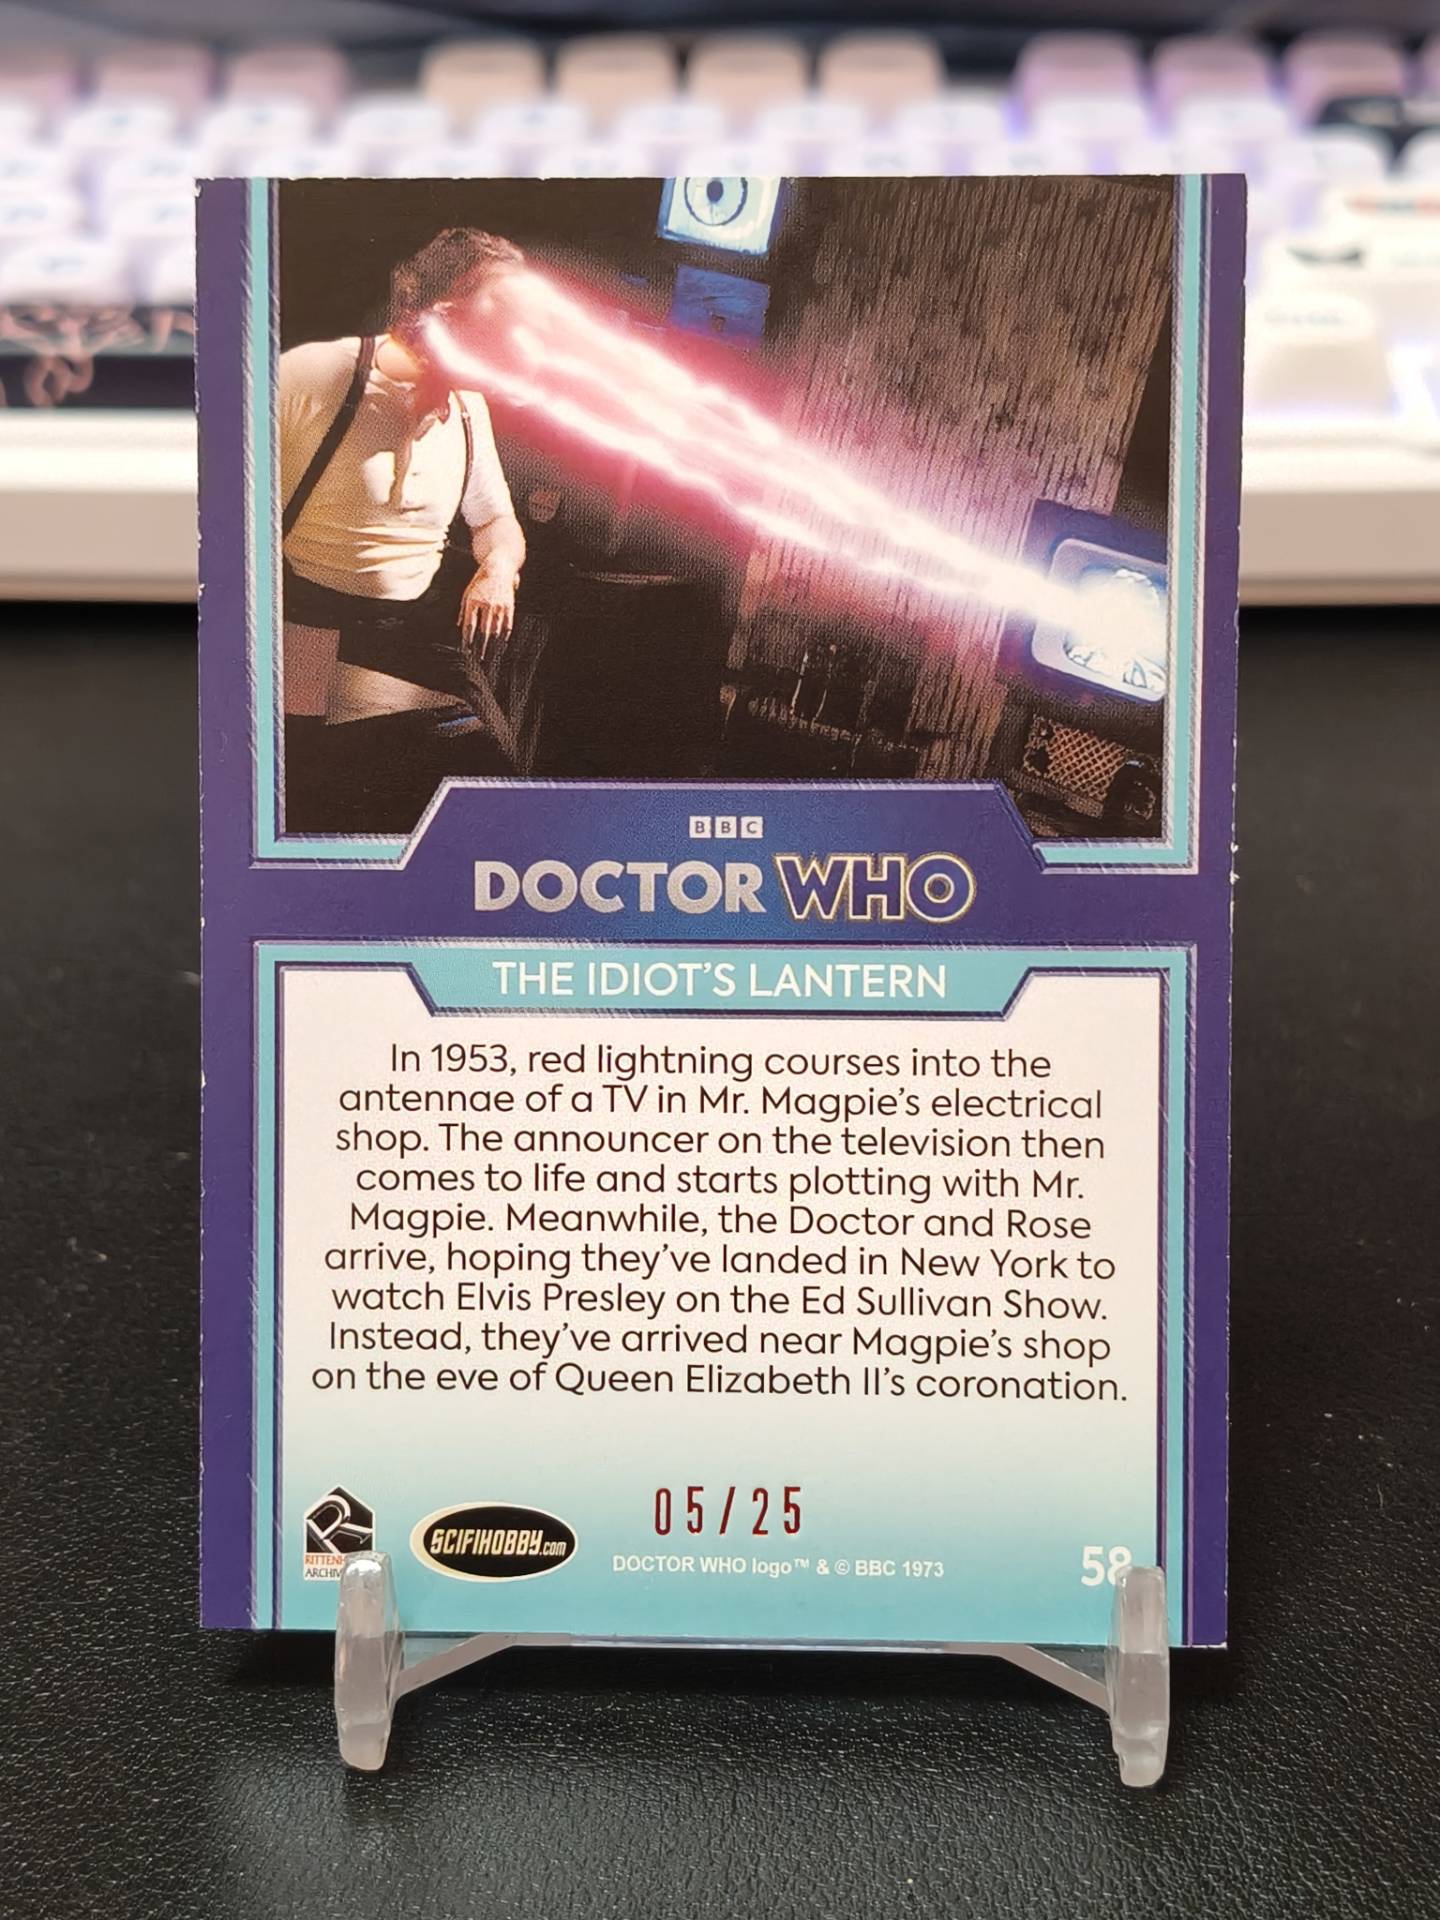 BBC
DOCTOR WHO
THE IDIOT'S LANTERN
In 1953, red lightning courses into the
antennae of a TV in Mr. Magpie's electrical
shop. The announcer on the television then
comes to life and starts plotting with Mr.
Magpie. Meanwhile, the Doctor and Rose
arrive, hoping they've landed in New York to
watch Elvis Presley on the Ed Sullivan Show.
Instead, they've arrived near Magpie's shop
on the eve of Queen Elizabeth II's coronation.
05/25
SCIFIHOBBY.com
DOCTOR WHO logo™ & © BBC 1973
58